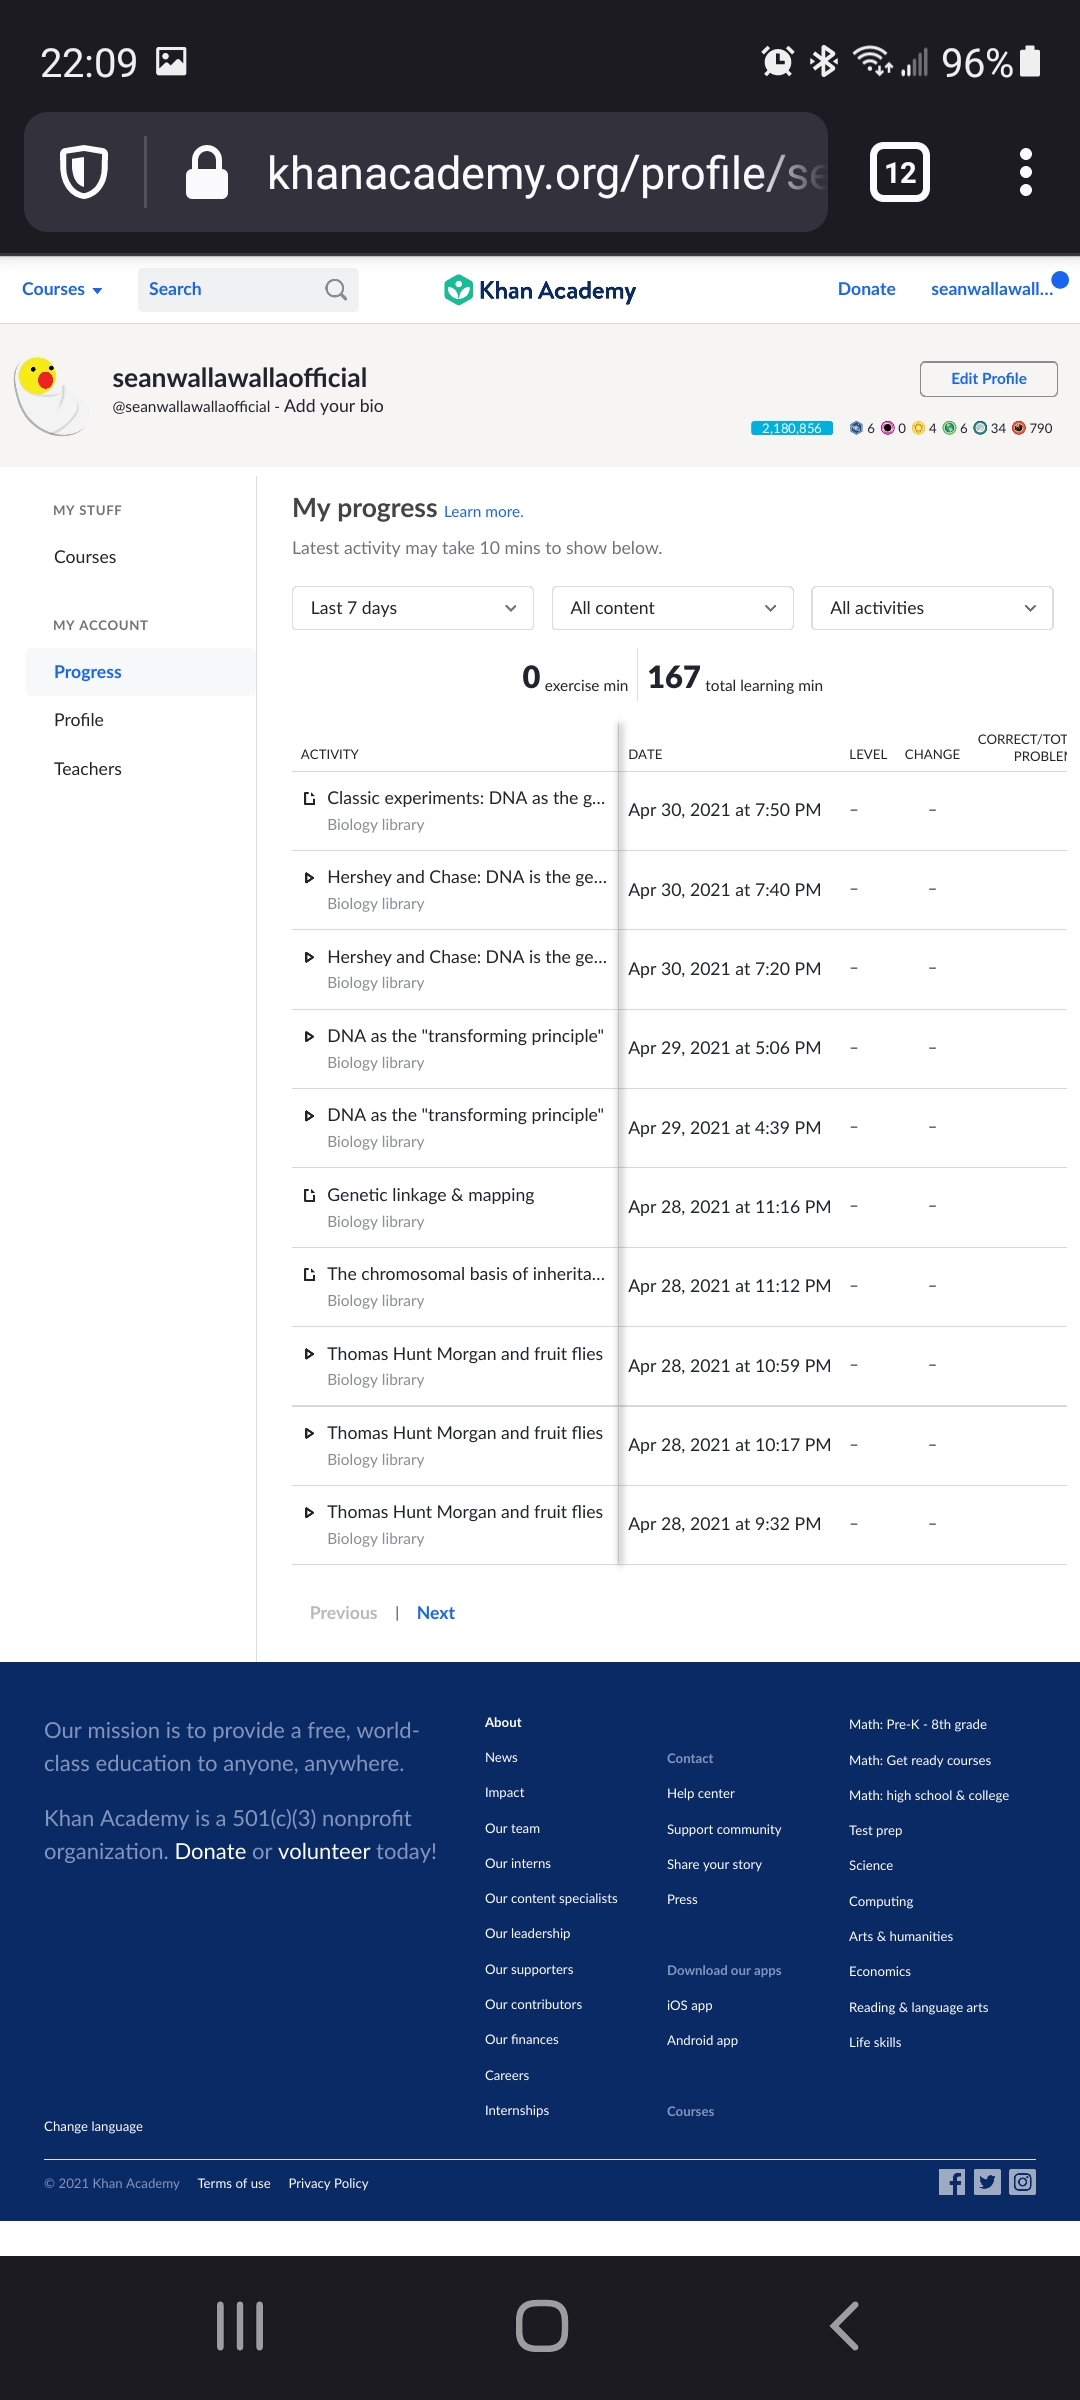 22:09
96%
khanacademy.org/profile/se
12
Courses
Search
Khan Academy
Donate
seanwallawall...
seanwallawallaofficial
@seanwallawallaofficial - Add your bio
Edit Profile
2,180,856
6 0 4 6 34 790
MY STUFF
Courses
MY ACCOUNT
Progress
Profile
Teachers
My progress Learn more.
Latest activity may take 10 mins to show below.
Last 7 days
All content
All activities
0 exercise min
167 total learning min
ACTIVITY DATE LEVEL CHANGE CORRECT/TOT
PROBLEM
Classic experiments: DNA as the g...
Biology library
Apr 30, 2021 at 7:50 PM – –
Hershey and Chase: DNA is the ge...
Biology library
Apr 30, 2021 at 7:40 PM – –
Hershey and Chase: DNA is the ge...
Biology library
Apr 30, 2021 at 7:20 PM – –
DNA as the "transforming principle"
Biology library
Apr 29, 2021 at 5:06 PM – –
DNA as the "transforming principle"
Biology library
Apr 29, 2021 at 4:39 PM – –
Genetic linkage & mapping
Biology library
Apr 28, 2021 at 11:16 PM – –
The chromosomal basis of inherita...
Biology library
Apr 28, 2021 at 11:12 PM – –
Thomas Hunt Morgan and fruit flies
Biology library
Apr 28, 2021 at 10:59 PM – –
Thomas Hunt Morgan and fruit flies
Biology library
Apr 28, 2021 at 10:17 PM – –
Thomas Hunt Morgan and fruit flies
Biology library
Apr 28, 2021 at 9:32 PM – –
Previous | Next
Our mission is to provide a free, world-
class education to anyone, anywhere.
Khan Academy is a 501(c)(3) nonprofit
organization. Donate or volunteer today!
About
News
Impact
Our team
Our interns
Our content specialists
Our leadership
Our supporters
Our contributors
Our finances
Careers
Internships
Contact
Help center
Support community
Share your story
Press
Download our apps
iOS app
Android app
Courses
Math: Pre-K - 8th grade
Math: Get ready courses
Math: high school & college
Test prep
Science
Computing
Arts & humanities
Economics
Reading & language arts
Life skills
Change language
© 2021 Khan Academy Terms of use Privacy Policy